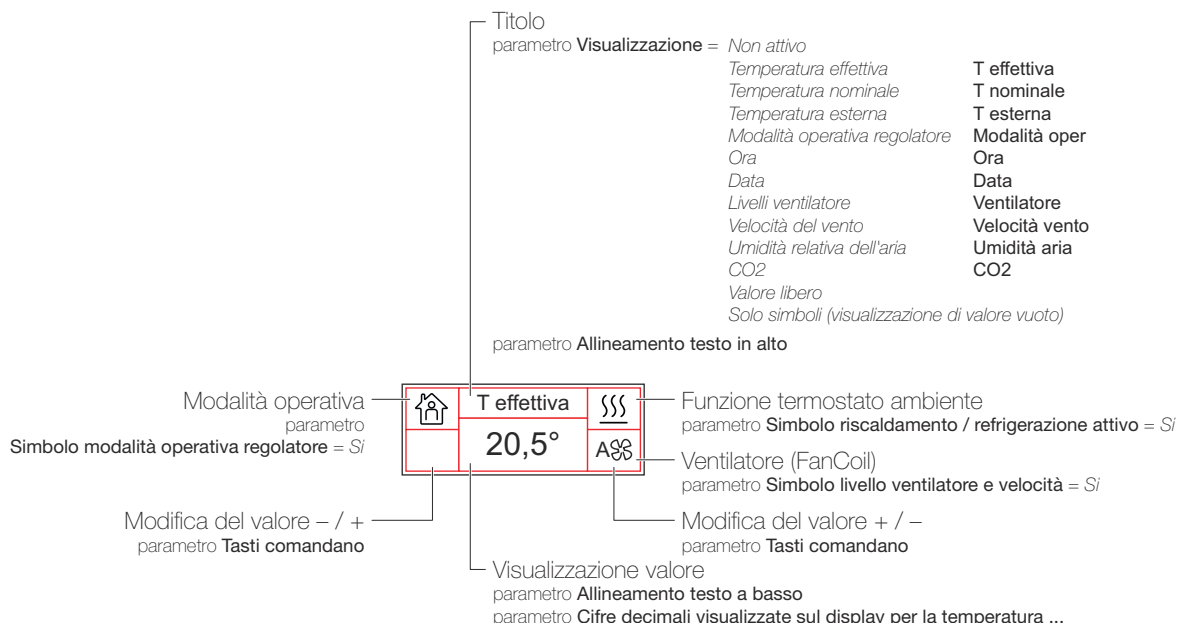 Titolo
parametro Visualizzazione = Non attivo
Temperatura effettiva T effettiva
Temperatura nominale T nominale
Temperatura esterna T esterna
Modalità operativa regolatore Modalità oper
Ora Ora
Data Data
Livelli ventilatore Ventilatore
Velocità del vento Velocità vento
Umidità relativa dell'aria Umidità aria
CO2 CO2
Valore libero
Solo simboli (visualizzazione di valore vuoto)
parametro Allineamento testo in alto
Modalità operativa
parametro
Simbolo modalità operativa regolatore = Sì
T effettiva
20,5°
A
Funzione termostato ambiente
parametro Simbolo riscaldamento / refrigerazione attivo = Sì
Ventilatore (FanCoil)
parametro Simbolo livello ventilatore e velocità = Sì
Modifica del valore – / +
parametro Tasti comandano
Modifica del valore + / –
parametro Tasti comandano
Visualizzazione valore
parametro Allineamento testo a basso
parametro Cifre decimali visualizzate sul display per la temperatura ...